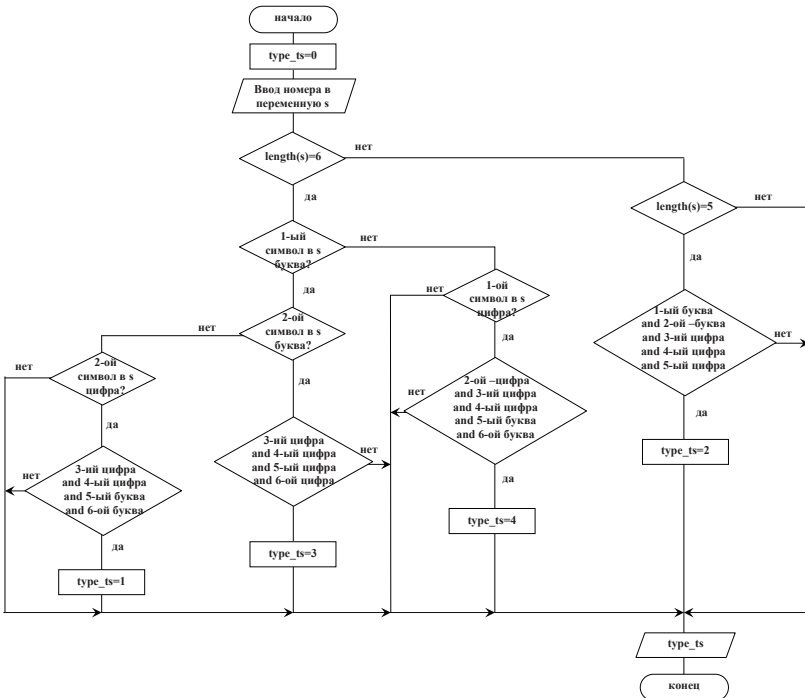 начало
type_ts=0
Ввод номера в
переменную s
length(s)=6
нет
да
length(s)=5
нет
да
1-ый
символ в s
буква?
нет
да
1-ой
символ в s
цифра?
нет
да
1-ый буква
and 2-ой –буква
and 3-ий цифра
and 4-ый цифра
and 5-ый цифра
нет
да
2-ой
символ в s
буква?
нет
да
2-ой
символ в s
цифра?
нет
да
2-ой –цифра
and 3-ий цифра
and 4-ый цифра
and 5-ый буква
and 6-ой буква
нет
да
3-ий цифра
and 4-ый цифра
and 5-ый цифра
and 6-ой цифра
нет
да
3-ий цифра
and 4-ый цифра
and 5-ый буква
and 6-ой буква
нет
да
type_ts=2
type_ts=4
type_ts=3
type_ts=1
type_ts
конец